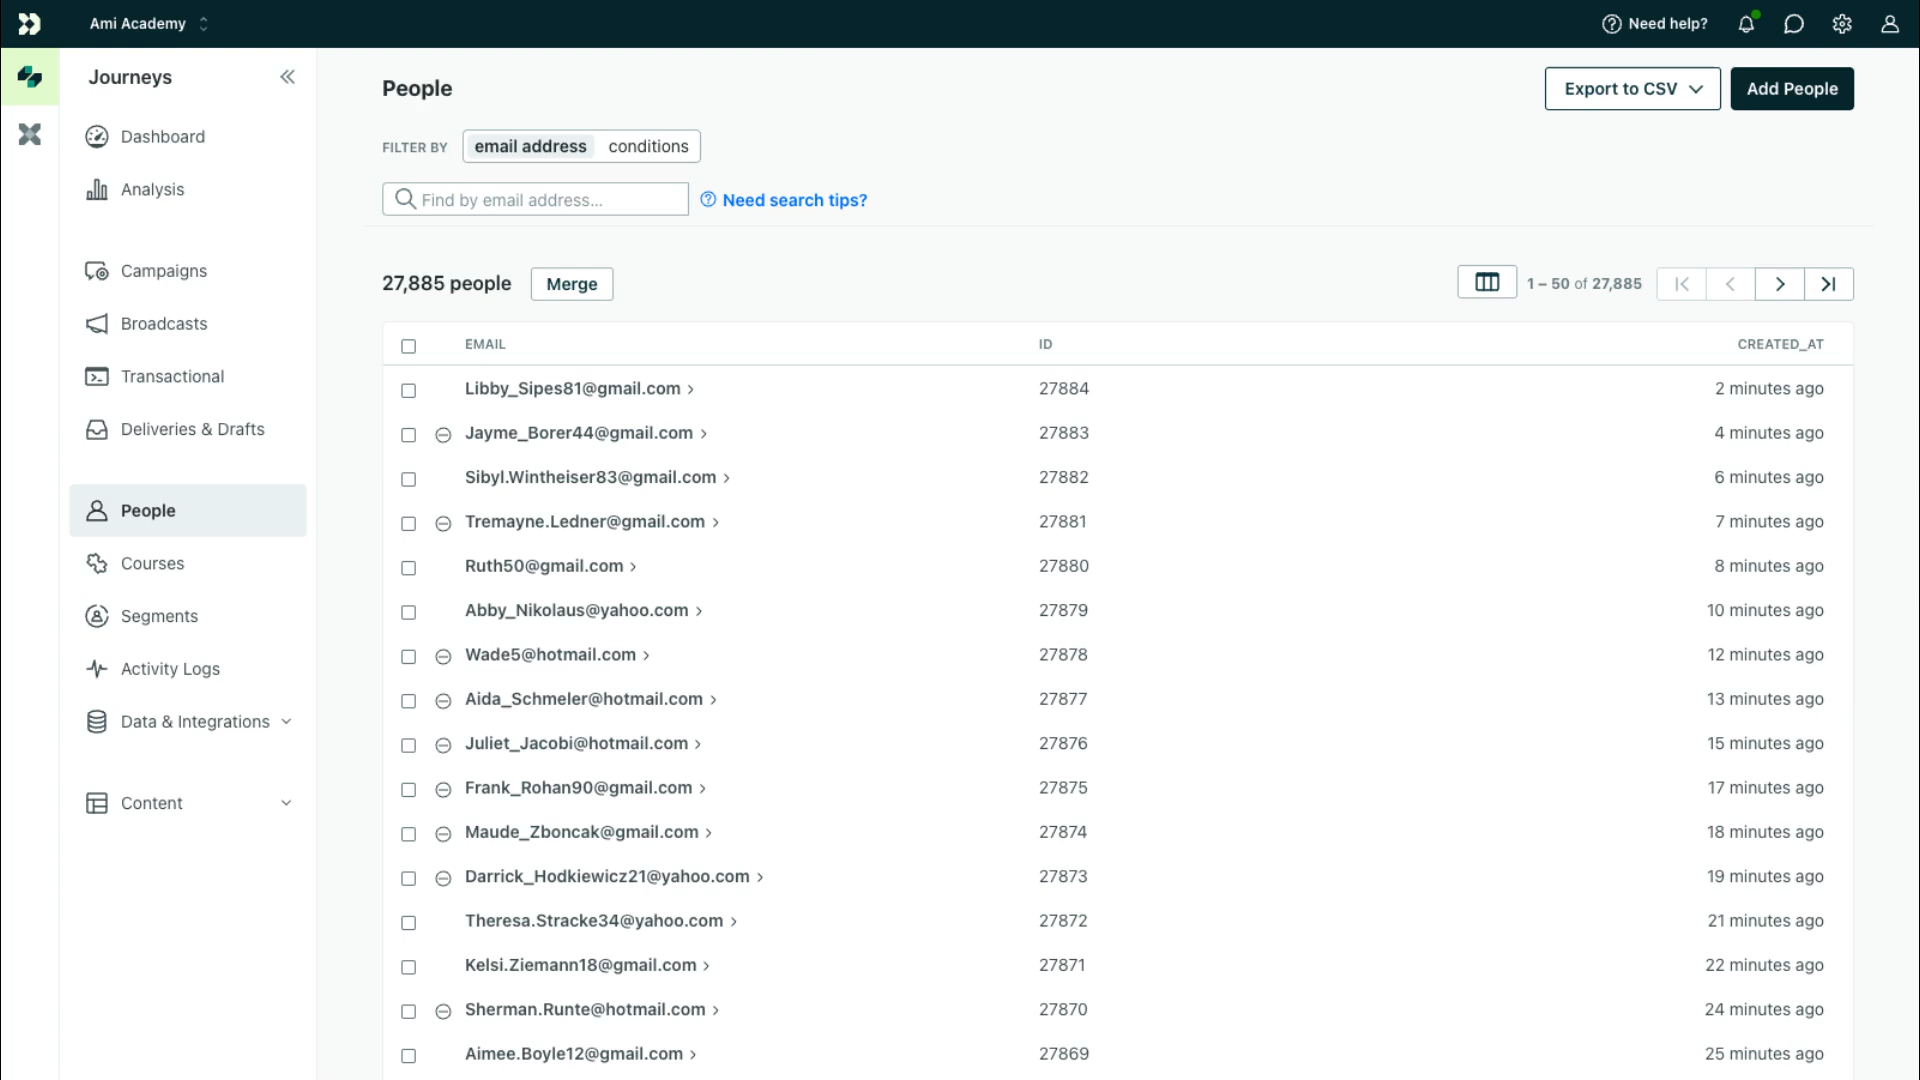 Ami Academy
Need help?
Journeys
Dashboard
Analysis
Campaigns
Broadcasts
Transactional
Deliveries & Drafts
People
Courses
Segments
Activity Logs
Data & Integrations
Content
People
Export to CSV
Add People
FILTER BY email address conditions
Find by email address...
Need search tips?
27,885 people
Merge
1 – 50 of 27,885
EMAIL ID CREATED_AT
Libby_Sipes81@gmail.com 27884 2 minutes ago
Jayme_Borer44@gmail.com 27883 4 minutes ago
Sibyl.Wintheiser83@gmail.com 27882 6 minutes ago
Tremayne.Ledner@gmail.com 27881 7 minutes ago
Ruth50@gmail.com 27880 8 minutes ago
Abby_Nikolaus@yahoo.com 27879 10 minutes ago
Wade5@hotmail.com 27878 12 minutes ago
Aida_Schmeler@hotmail.com 27877 13 minutes ago
Juliet_Jacobi@hotmail.com 27876 15 minutes ago
Frank_Rohan90@gmail.com 27875 17 minutes ago
Maude_Zboncak@gmail.com 27874 18 minutes ago
Darrick_Hodkiewicz21@yahoo.com 27873 19 minutes ago
Theresa.Stracke34@yahoo.com 27872 21 minutes ago
Kelsi.Ziemann18@gmail.com 27871 22 minutes ago
Sherman.Runte@hotmail.com 27870 24 minutes ago
Aimee.Boyle12@gmail.com 27869 25 minutes ago